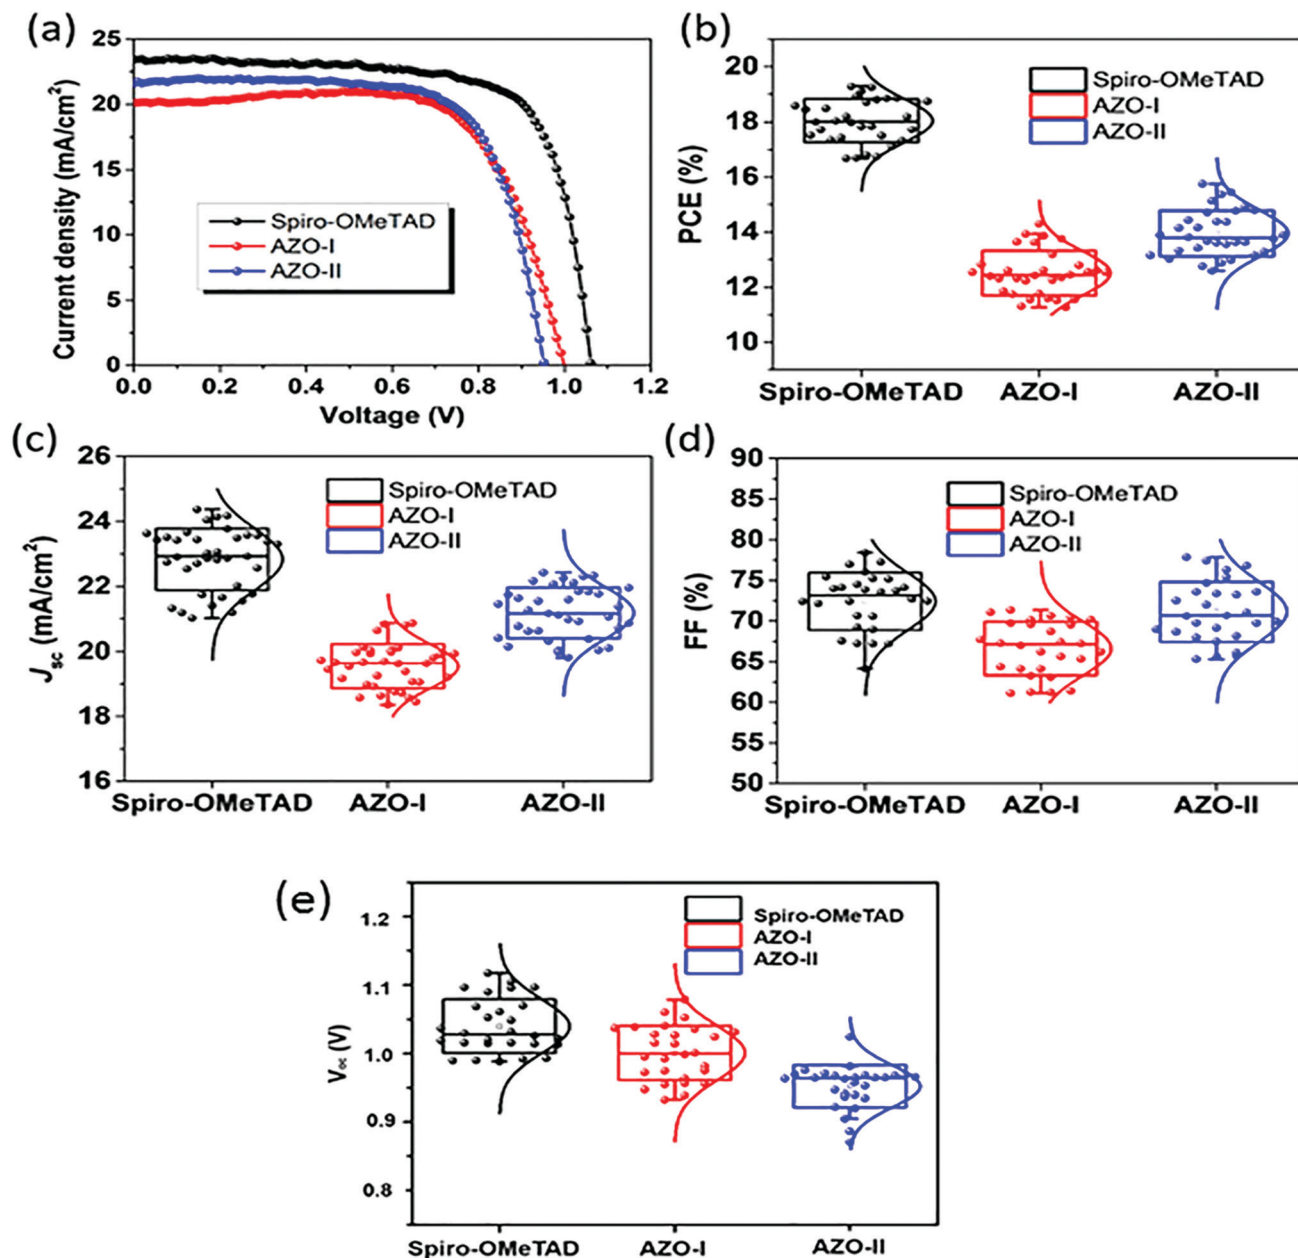 (a)
25
20
15
10
5
0
Current density (mA/cm²)
Spiro-OMeTAD
AZO-I
AZO-II
0.0 0.2 0.4 0.6 0.8 1.0 1.2
Voltage (V)
(b)
20
18
16
14
12
10
PCE (%)
Spiro-OMeTAD
AZO-I
AZO-II
Spiro-OMeTAD AZO-I AZO-II
(c)
26
24
22
20
18
16
Jsc (mA/cm²)
Spiro-OMeTAD
AZO-I
AZO-II
Spiro-OMeTAD AZO-I AZO-II
(d)
90
85
80
75
70
65
60
55
50
FF (%)
Spiro-OMeTAD
AZO-I
AZO-II
Spiro-OMeTAD AZO-I AZO-II
(e)
1.2
1.1
1.0
0.9
0.8
Voc (V)
Spiro-OMeTAD
AZO-I
AZO-II
Spiro-OMeTAD AZO-I AZO-II